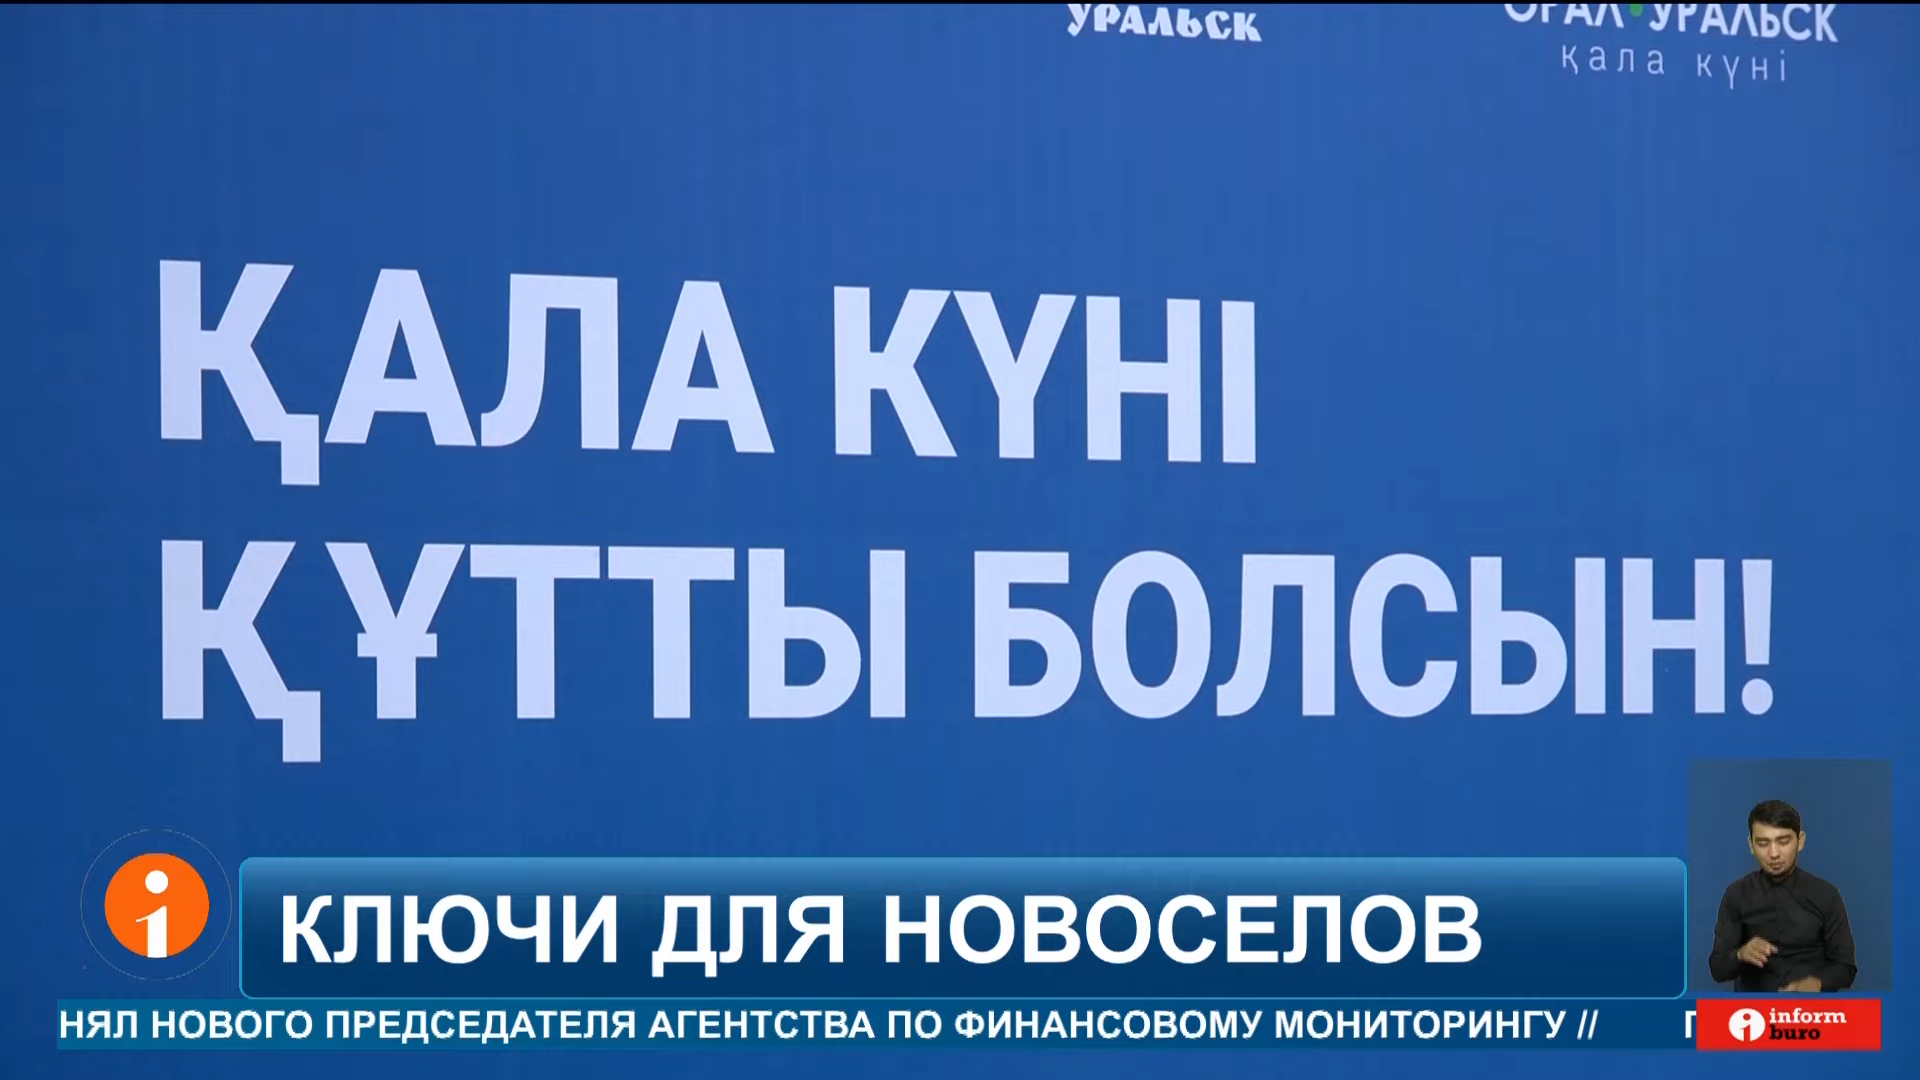 УРАЛЬСК
ОРАЛ•УРАЛЬСК
қала күні
ҚАЛА КҮНІ
ҚҰТТЫ БОЛСЫН!
КЛЮЧИ ДЛЯ НОВОСЕЛОВ
НЯЛ НОВОГО ПРЕДСЕДАТЕЛЯ АГЕНТСТВА ПО ФИНАНСОВОМУ МОНИТОРИНГУ //
inform
buro